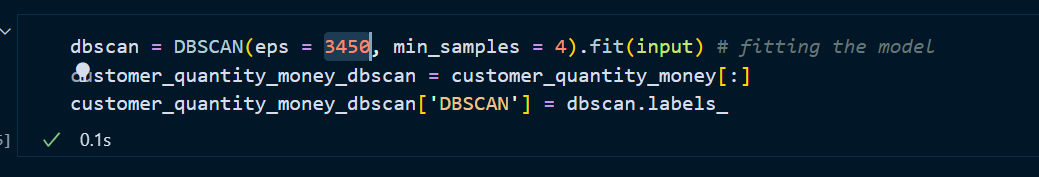 dbscan = DBSCAN(eps = 3450, min_samples = 4).fit(input) # fitting the model
customer_quantity_money_dbscan = customer_quantity_money[:]
customer_quantity_money_dbscan['DBSCAN'] = dbscan.labels_
] 0.1s